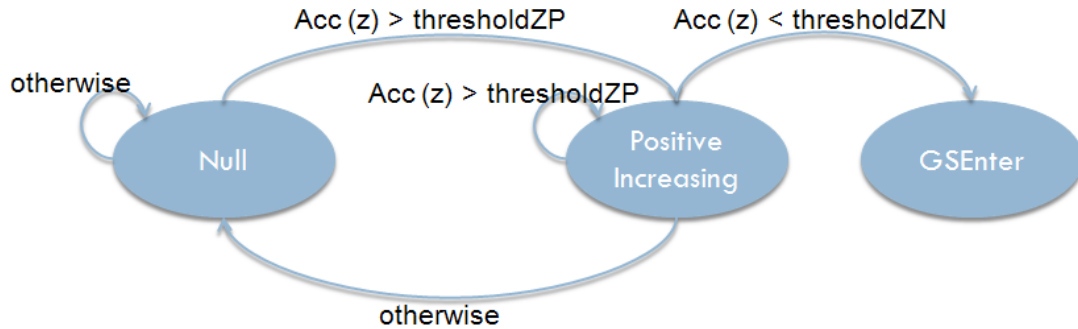 Acc (z) > thresholdZP
Acc (z) < thresholdZN
otherwise
Acc (z) > thresholdZP
Null
Positive
Increasing
GSEnter
otherwise